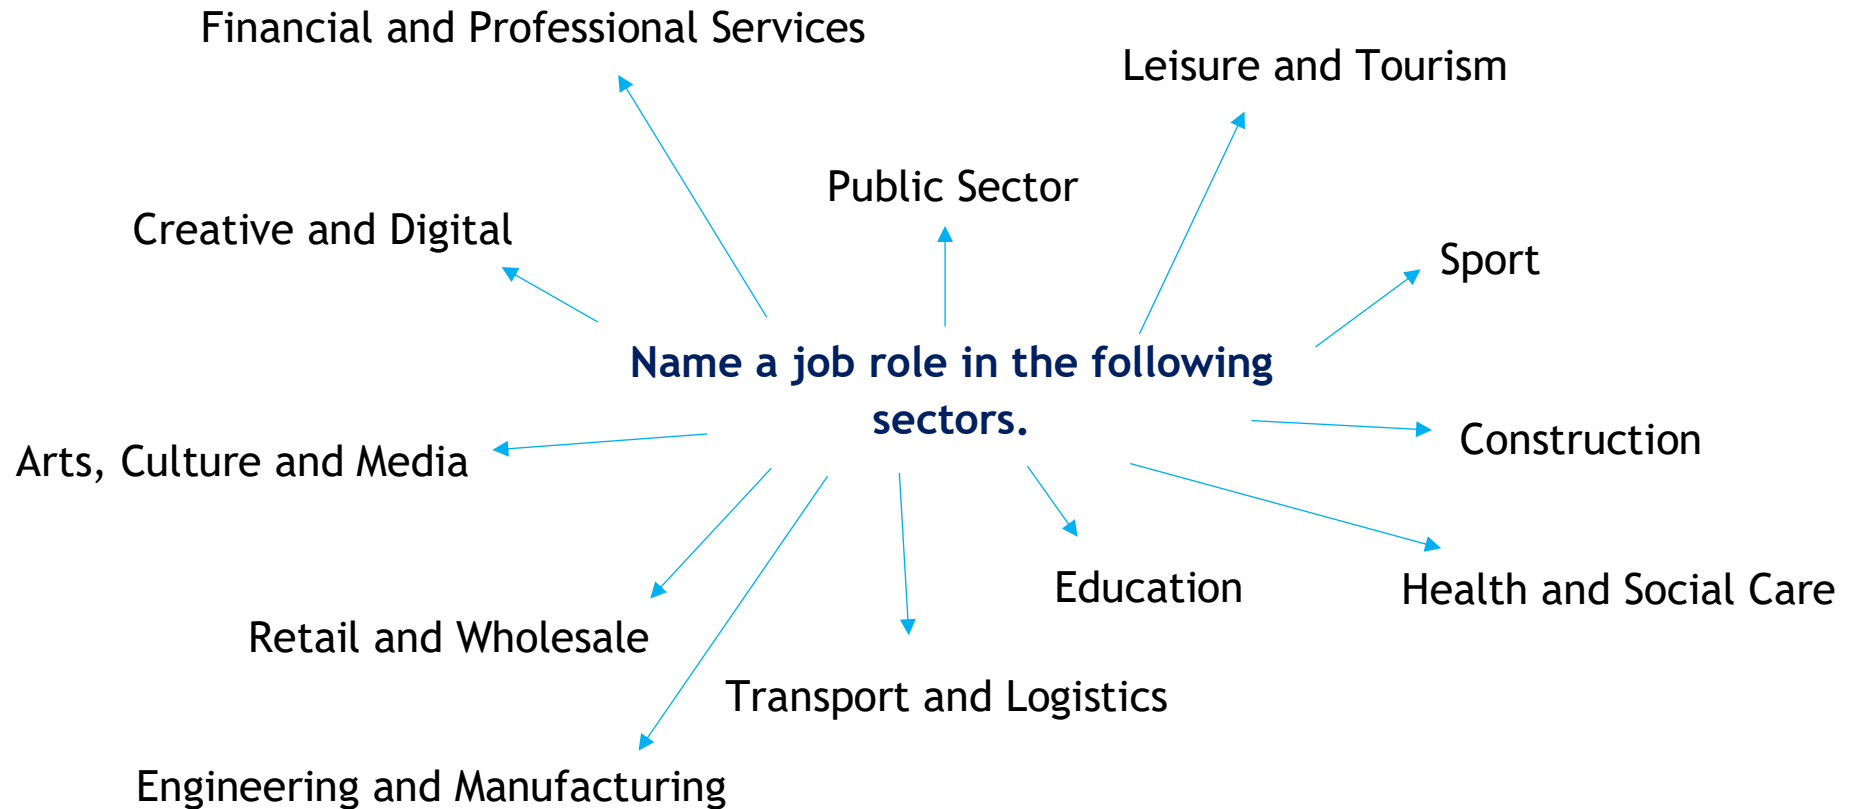 Financial and Professional Services
Leisure and Tourism
Public Sector
Creative and Digital
Sport
Name a job role in the following
sectors.
Arts, Culture and Media
Construction
Education
Health and Social Care
Retail and Wholesale
Transport and Logistics
Engineering and Manufacturing